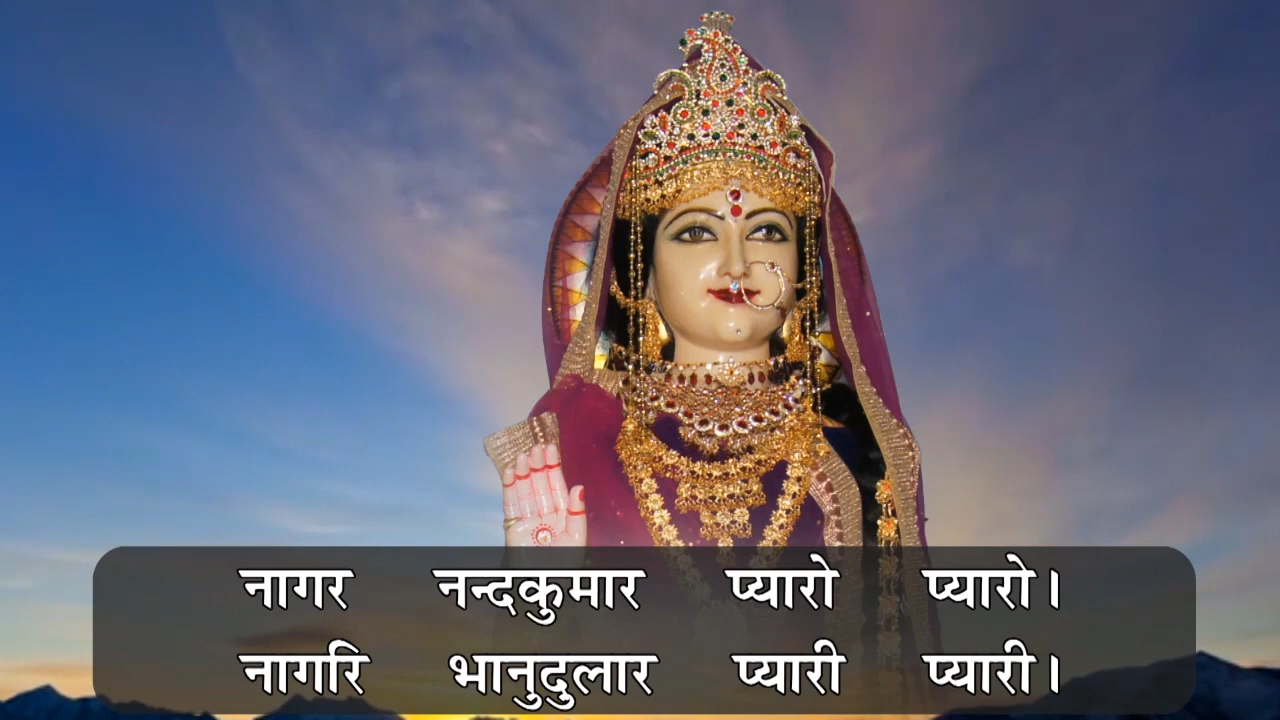 नागर नन्दकुमार प्यारो प्यारो।
नागरि भानुदुलार प्यारी प्यारी।